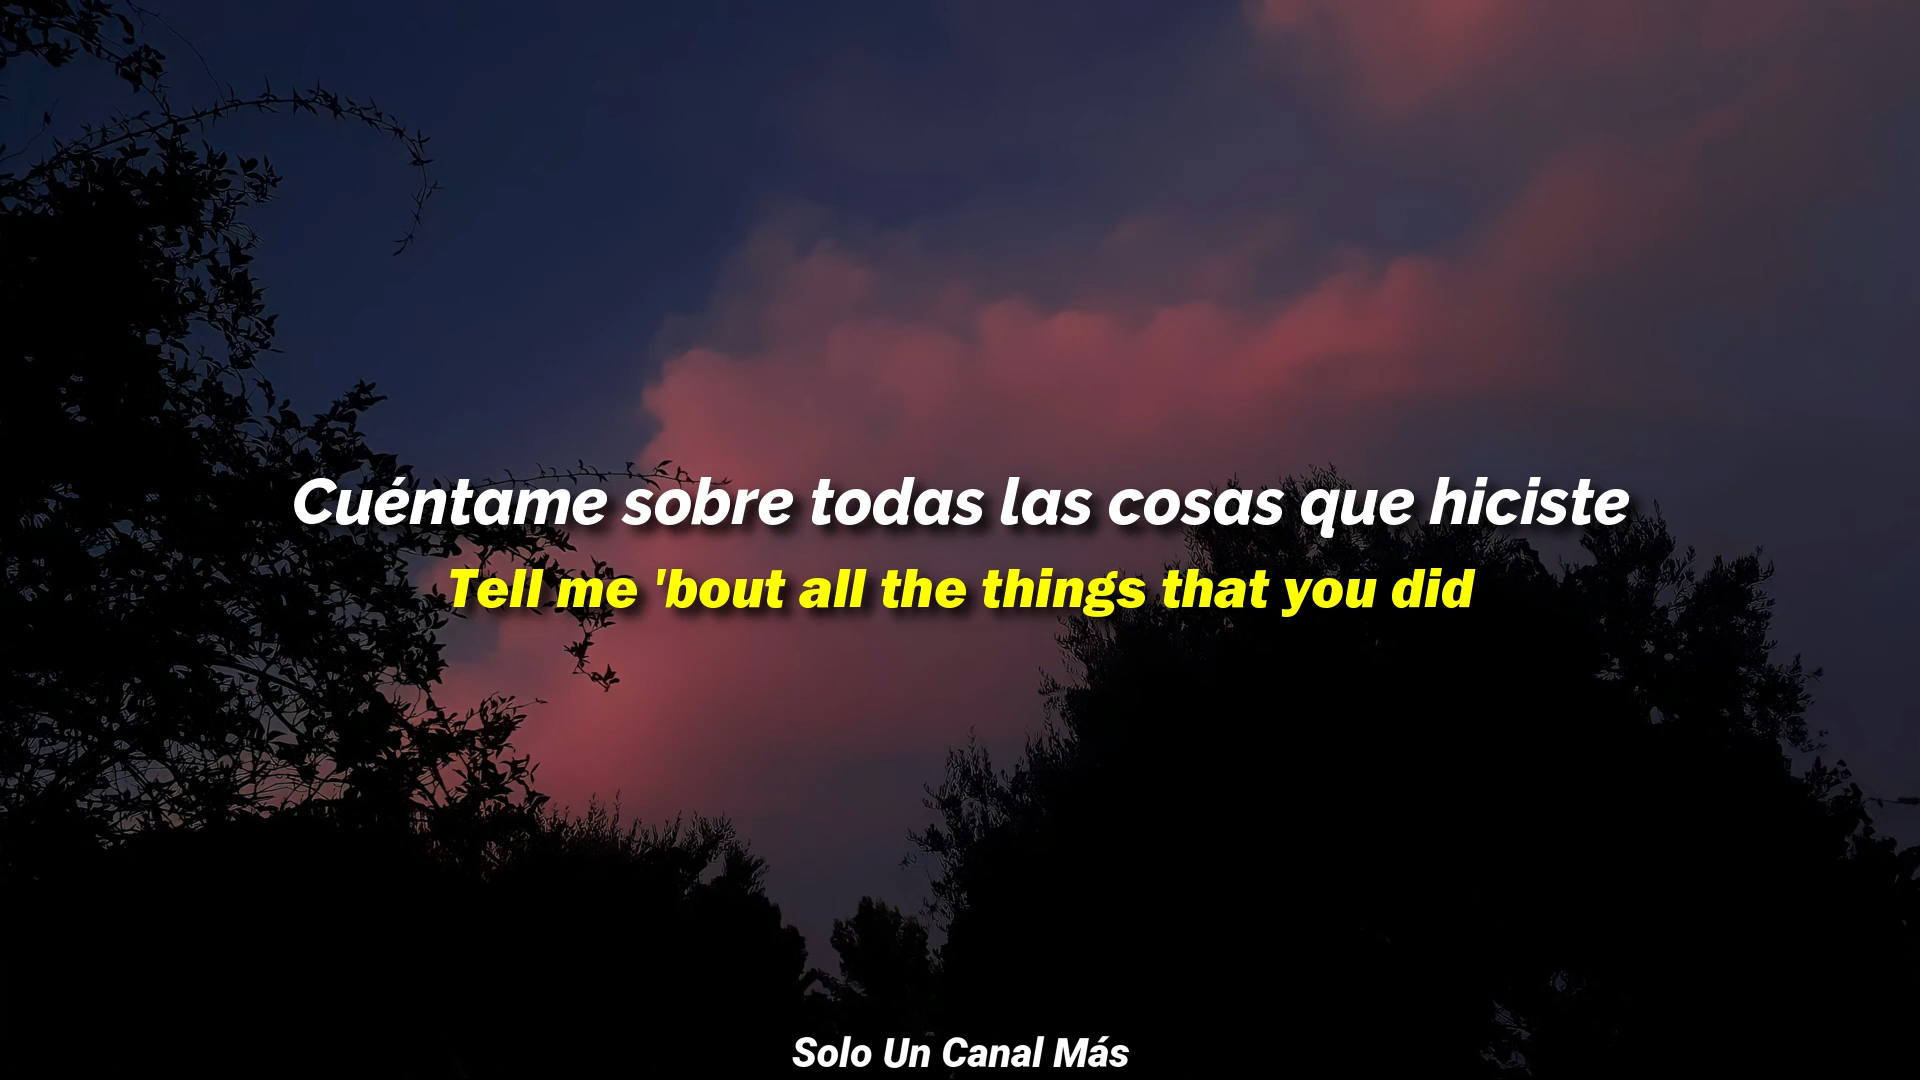 Cuéntame sobre todas las cosas que hiciste
Tell me 'bout all the things that you did
Solo Un Canal Más